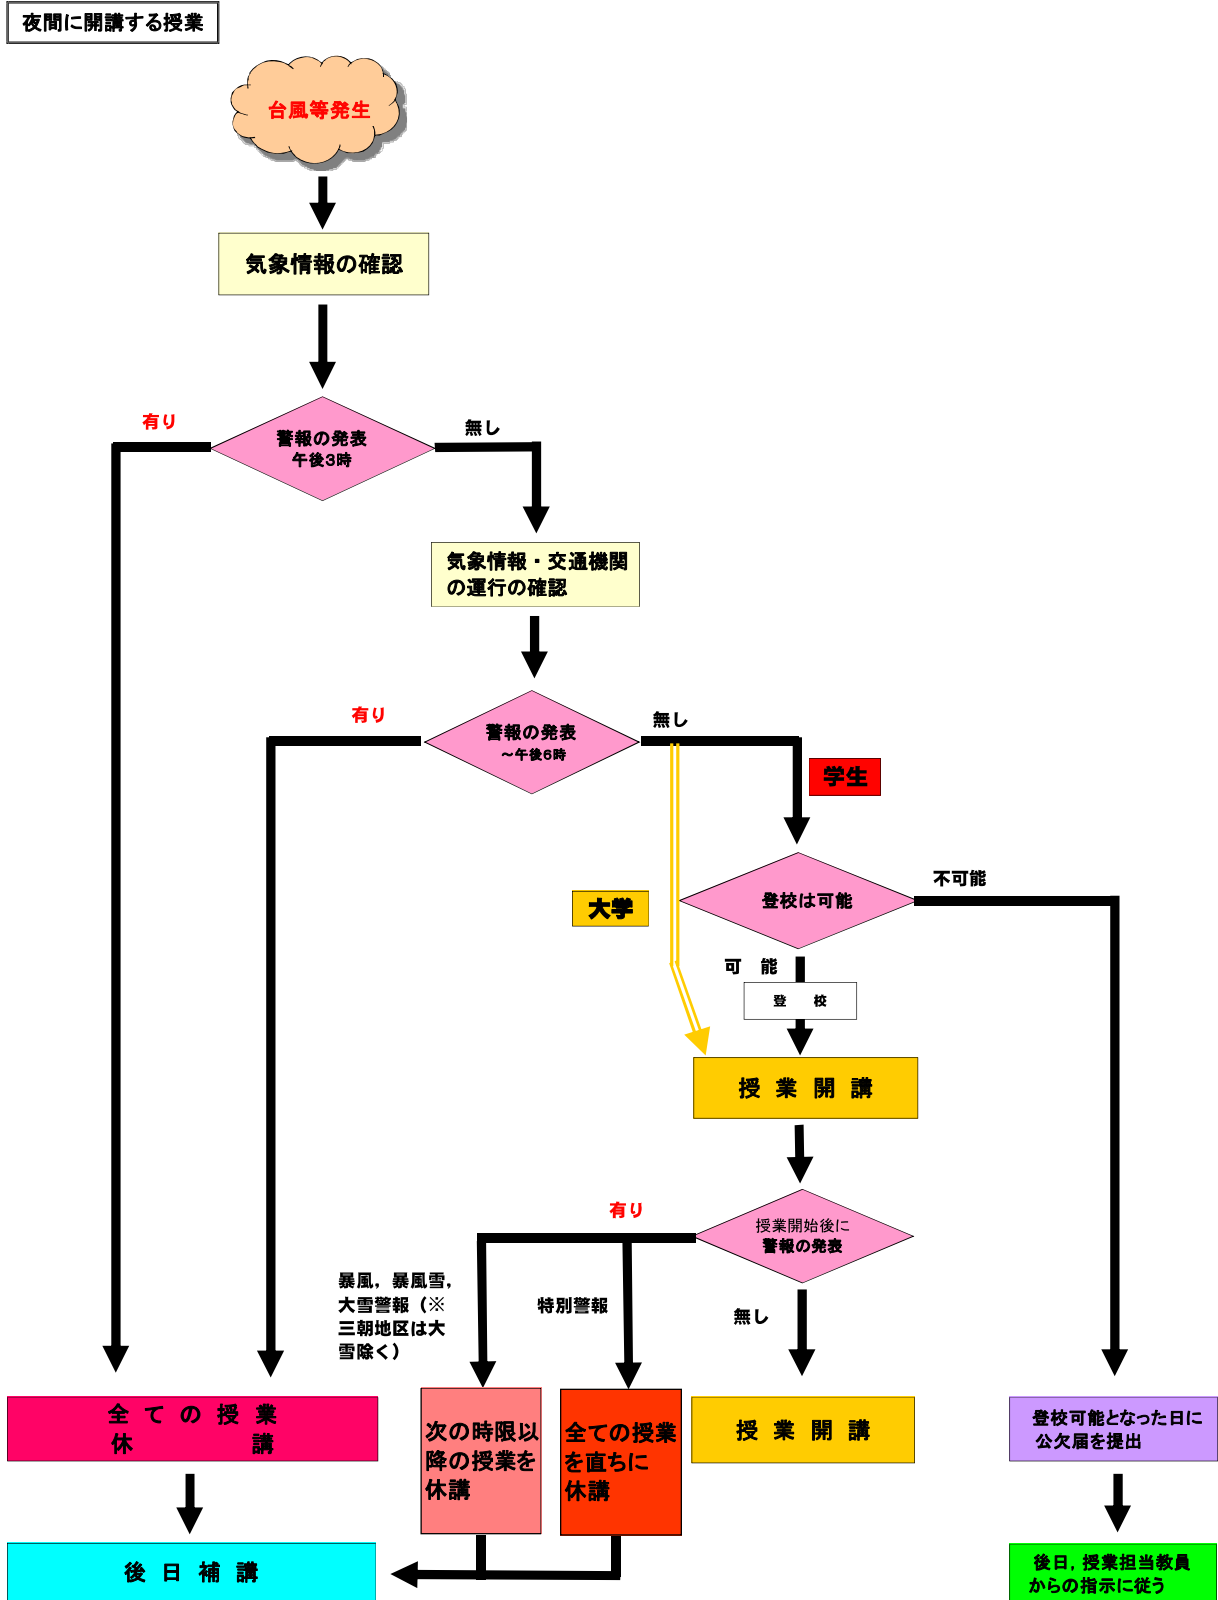 夜間に開講する授業
台風等発生
気象情報の確認
有り
無し
警報の発表
午後3時
気象情報・交通機関
の運行の確認
有り
無し
警報の発表
～午後6時
学生
大学
登校は可能
不可能
可　能
登　校
授 業 開 講
有り
授業開始後に
警報の発表
暴風，暴風雪，
大雪警報（※
三朝地区は大
雪除く）
特別警報
無し
全 て の 授 業
休　講
次の時限以
降の授業を
休講
全ての授業
を直ちに
休講
授 業 開 講
登校可能となった日に
公欠届を提出
後 日 補 講
後日，授業担当教員
からの指示に従う